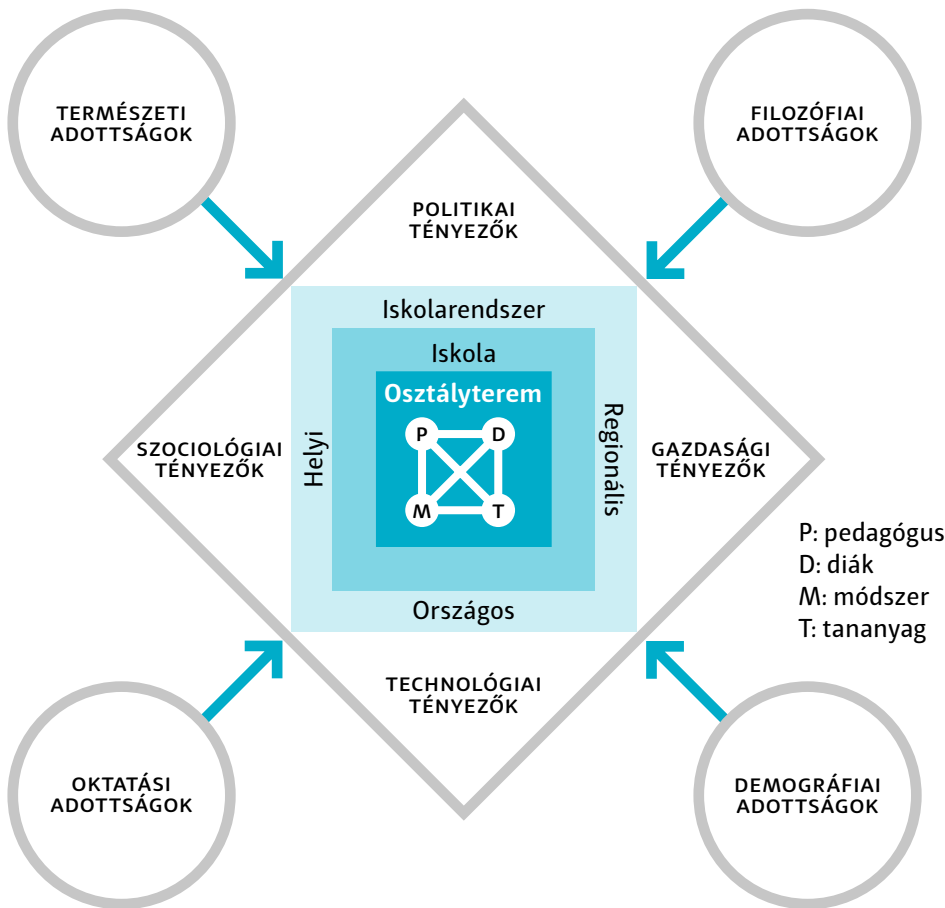 TERMÉSZETI
ADOTTSÁGOK
FILOZÓFIAI
ADOTTSÁGOK
POLITIKAI
TÉNYEZŐK
Iskolarendszer
Iskola
Osztályterem
P
D
M
T
SZOCIOLÓGIAI
TÉNYEZŐK
Helyi
Regionális
GAZDASÁGI
TÉNYEZŐK
Országos
P: pedagógus
D: diák
M: módszer
T: tananyag
TECHNOLÓGIAI
TÉNYEZŐK
OKTATÁSI
ADOTTSÁGOK
DEMOGRÁFIAI
ADOTTSÁGOK